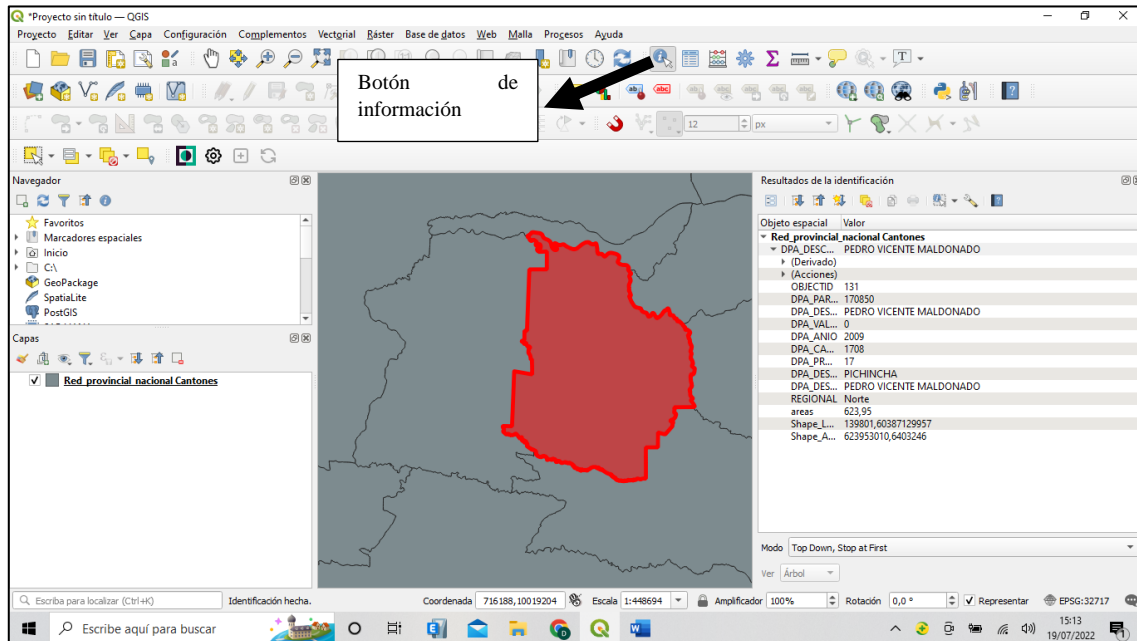 *Proyecto sin título — QGIS
Proyecto Editar Ver Capa Configuración Complementos Vectorial Ráster Base de datos Web Malla Procesos Ayuda
Botón de
información
12 px
Navegador
Favoritos
Marcadores espaciales
Inicio
C:\
GeoPackage
SpatiaLite
PostGIS
Capas
Red_provincial_nacional Cantones
Resultados de la identificación
Objeto espacial Valor
Red_provincial_nacional Cantones
DPA_DESC... PEDRO VICENTE MALDONADO
(Derivado)
(Acciones)
OBJECTID 131
DPA_PAR... 170850
DPA_DES... PEDRO VICENTE MALDONADO
DPA_VAL... 0
DPA_ANIO 2009
DPA_CA... 1708
DPA_PR... 17
DPA_DES... PICHINCHA
DPA_DES... PEDRO VICENTE MALDONADO
REGIONAL Norte
areas 623,95
Shape_L... 139801,60387129957
Shape_A... 623953010,6403246
Modo Top Down, Stop at First
Ver Árbol
Escriba para localizar (Ctrl+K) Identificación hecha. Coordenada 716188,10019204 Escala 1:448694 Amplificador 100% Rotación 0,0 ° Representar EPSG:32717
Escribe aquí para buscar
15:13
19/07/2022